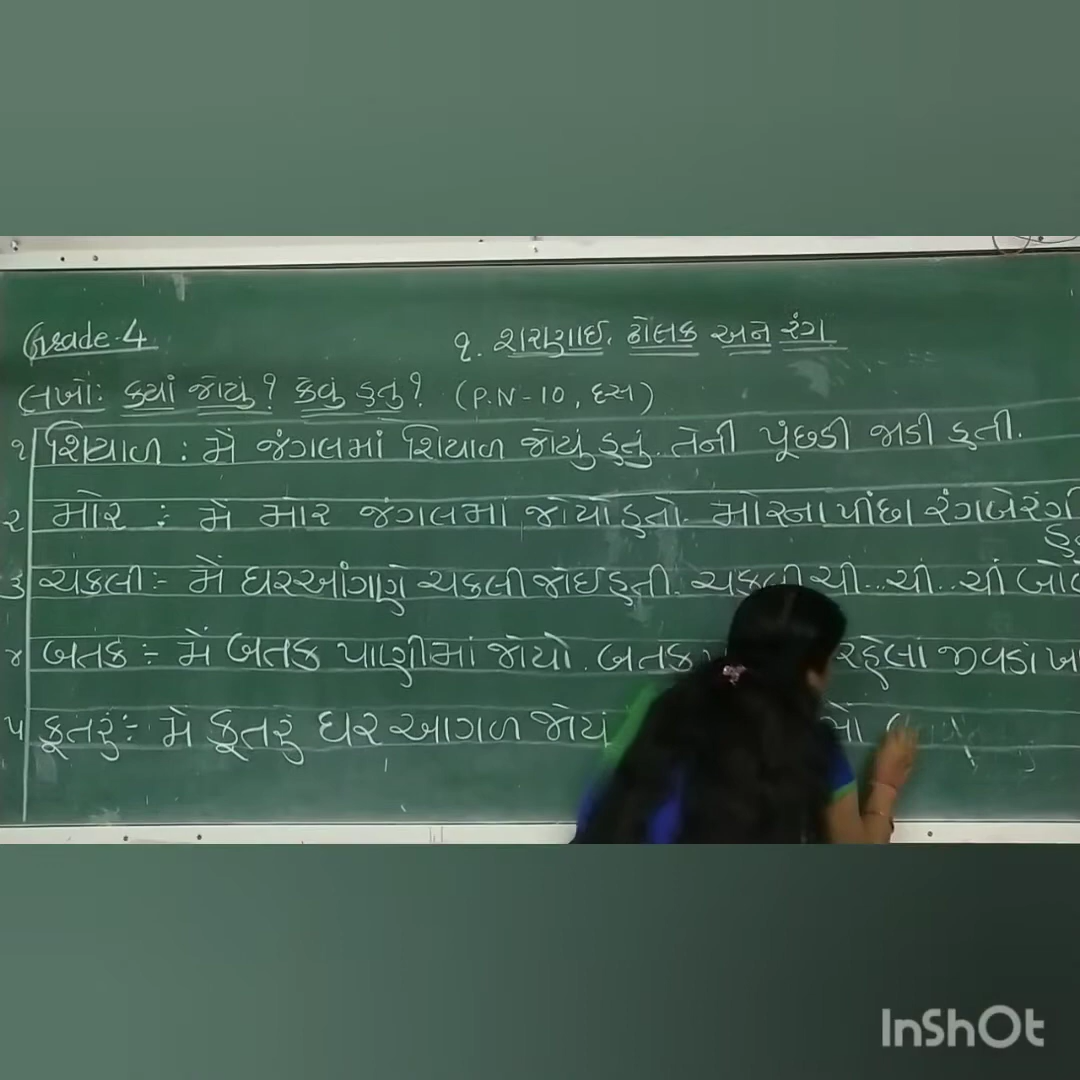 Grade-4
૧. શરણાઈ, ઢોલક અને રંગ
લખો: ક્યાં જોયું? કેવું હતું? (P.N-10, ઘસ)
૧ શિયાળ : મેં જંગલમાં શિયાળ જોયું હતું. તેની પૂંછડી જાડી હતી.
૨ મોર :- મેં મોર જંગલમાં જોયો હતો. મોરના પીંછા રંગબેરંગી
૩ ચકલી :- મેં ઘરઆંગણે ચકલી જોઈ હતી. ચકલી ચીં...ચીં...ચીં
૪ બતક :- મેં બતક પાણીમાં જોયો. બતક રહેલા જીવડાં
૫ કૂતરું :- મેં કૂતરું ઘર આગળ જોયું
InShOt